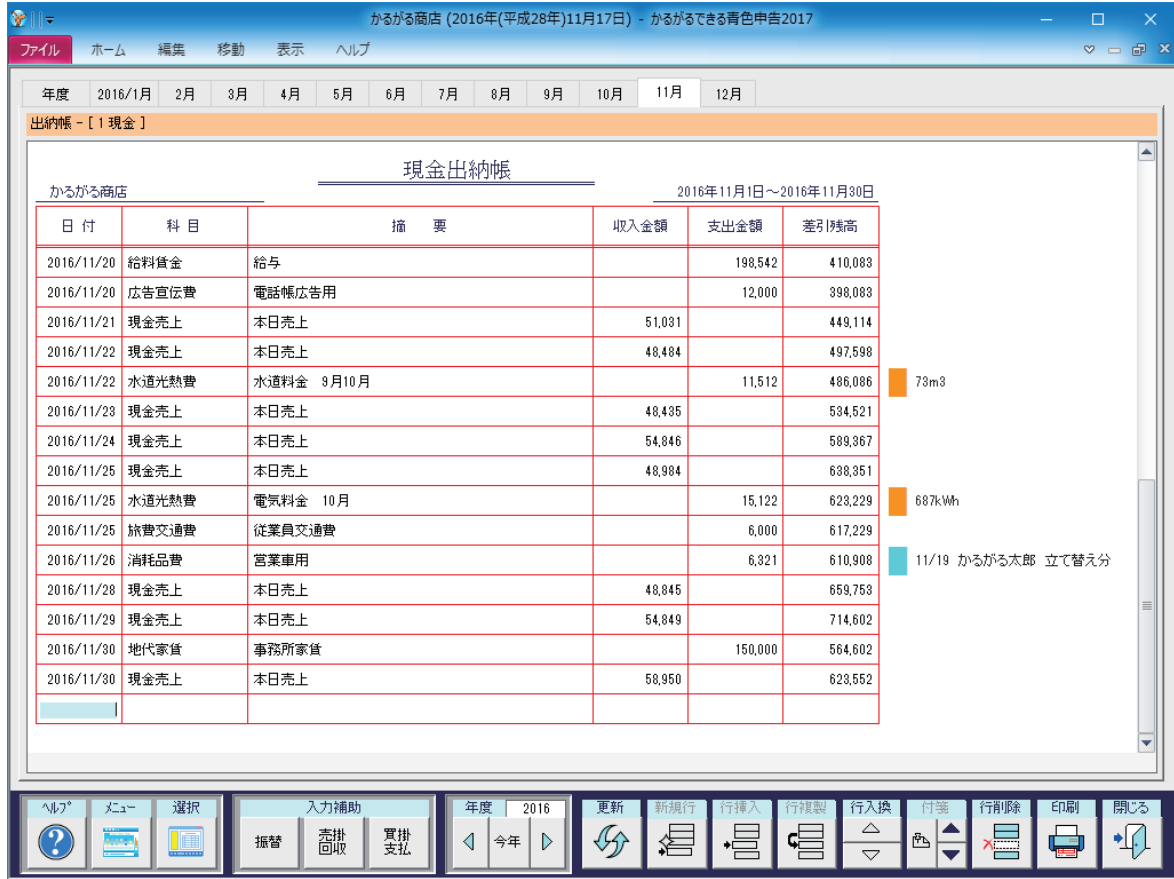 かるがる商店 (2016年(平成28年)11月17日) - かるがるできる青色申告2017
ファイル ホーム 編集 移動 表示 ヘルプ
年度 2016/1月 2月 3月 4月 5月 6月 7月 8月 9月 10月 11月 12月
出納帳 - [ 1 現金 ]
現金出納帳
かるがる商店 2016年11月1日～2016年11月30日
日 付 科 目 摘 要 収入金額 支出金額 差引残高
2016/11/20 給料賃金 給与 198,542 410,083
2016/11/20 広告宣伝費 電話帳広告用 12,000 398,083
2016/11/21 現金売上 本日売上 51,031 449,114
2016/11/22 現金売上 本日売上 48,484 497,598
2016/11/22 水道光熱費 水道料金 9月10月 11,512 486,086 73m3
2016/11/23 現金売上 本日売上 48,435 534,521
2016/11/24 現金売上 本日売上 54,846 589,367
2016/11/25 現金売上 本日売上 48,984 638,351
2016/11/25 水道光熱費 電気料金 10月 15,122 623,229 687kWh
2016/11/25 旅費交通費 従業員交通費 6,000 617,229
2016/11/26 消耗品費 営業車用 6,321 610,908 11/19 かるがる太郎 立て替え分
2016/11/28 現金売上 本日売上 48,845 659,753
2016/11/29 現金売上 本日売上 54,849 714,602
2016/11/30 地代家賃 事務所家賃 150,000 564,602
2016/11/30 現金売上 本日売上 58,950 623,552
ヘルプ メニュー 選択 入力補助 年度 2016 更新 新規行 行挿入 行複製 行入換 付箋 行削除 印刷 閉じる
振替 売掛回収 買掛支払 今年